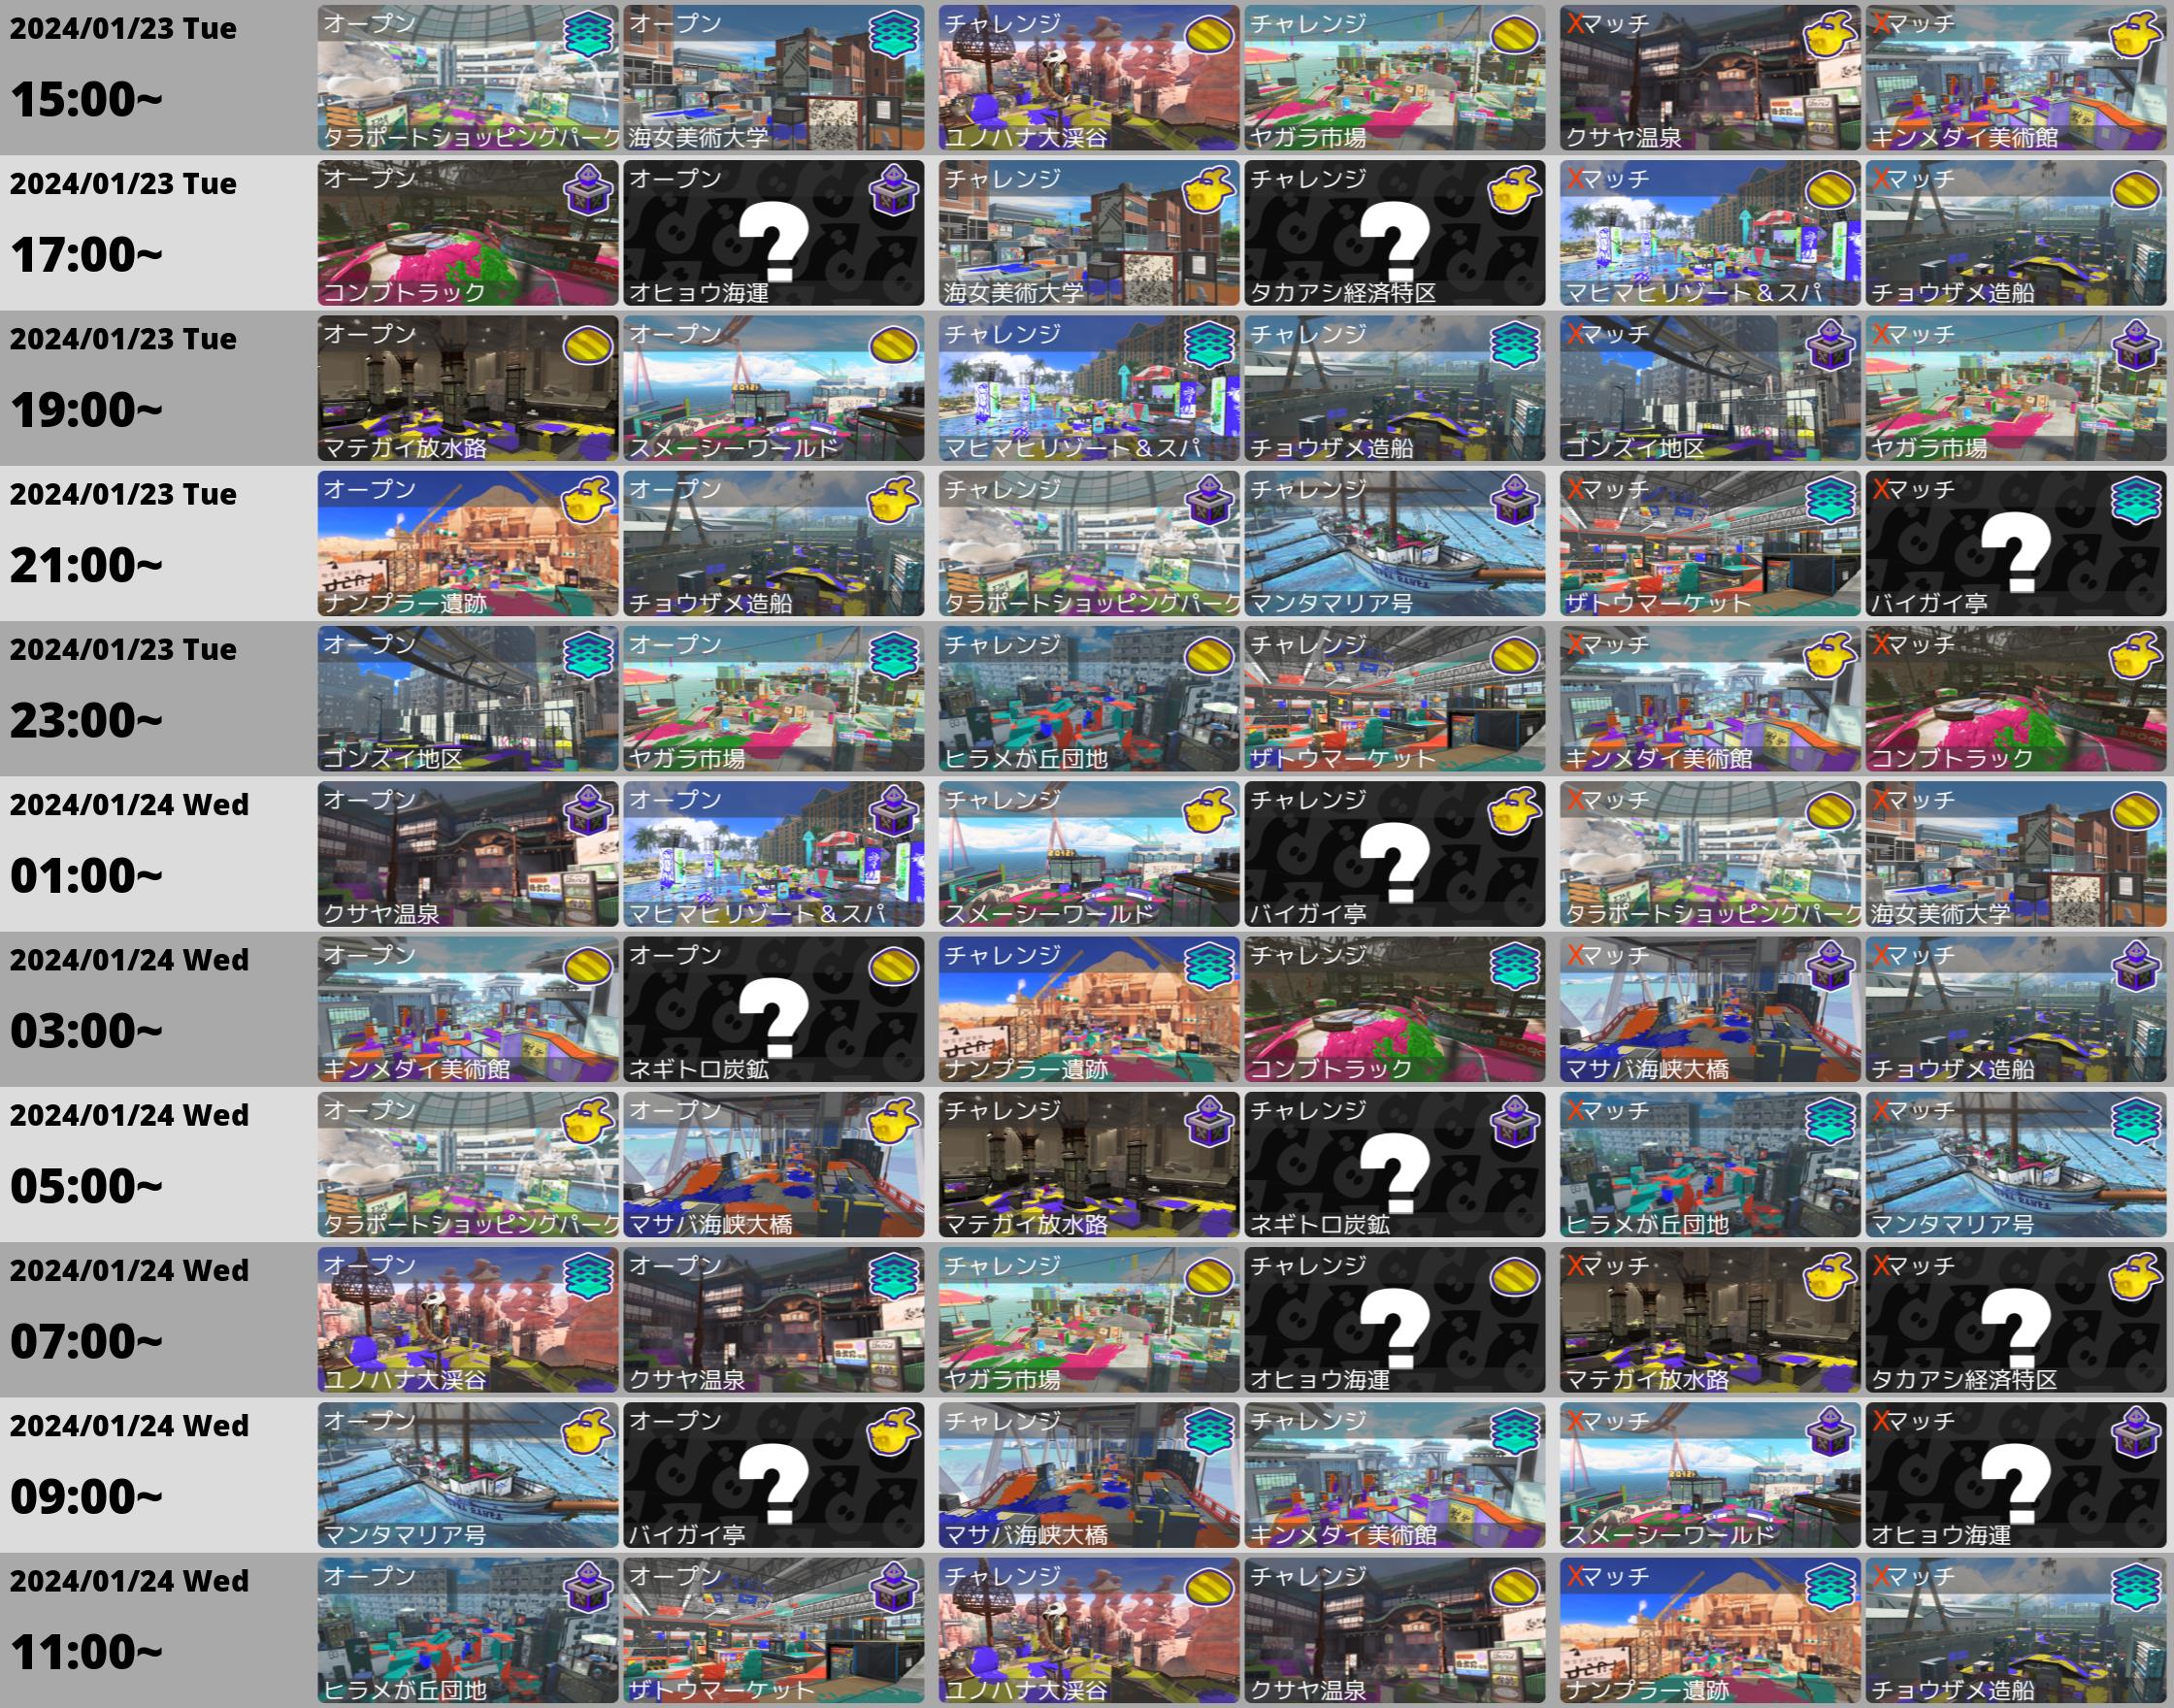 2024/01/23 Tue
15:00~
オープン
タラポートショッピングパーク
オープン
海女美術大学
チャレンジ
ユノハナ大渓谷
チャレンジ
ヤガラ市場
Xマッチ
クサヤ温泉
Xマッチ
キンメダイ美術館
2024/01/23 Tue
17:00~
オープン
コンブトラック
オープン
?
オヒョウ海運
チャレンジ
海女美術大学
チャレンジ
?
タカアシ経済特区
Xマッチ
マヒマヒリゾート＆スパ
Xマッチ
チョウザメ造船
2024/01/23 Tue
19:00~
オープン
マテガイ放水路
オープン
スメーシーワールド
チャレンジ
マヒマヒリゾート＆スパ
チャレンジ
チョウザメ造船
Xマッチ
ゴンズイ地区
Xマッチ
ヤガラ市場
2024/01/23 Tue
21:00~
オープン
ナンプラー遺跡
オープン
チョウザメ造船
チャレンジ
タラポートショッピングパーク
チャレンジ
マンタマリア号
Xマッチ
ザトウマーケット
Xマッチ
?
バイガイ亭
2024/01/23 Tue
23:00~
オープン
ゴンズイ地区
オープン
ヤガラ市場
チャレンジ
ヒラメが丘団地
チャレンジ
ザトウマーケット
Xマッチ
キンメダイ美術館
Xマッチ
コンブトラック
2024/01/24 Wed
01:00~
オープン
クサヤ温泉
オープン
マヒマヒリゾート＆スパ
チャレンジ
スメーシーワールド
チャレンジ
?
バイガイ亭
Xマッチ
タラポートショッピングパーク
Xマッチ
海女美術大学
2024/01/24 Wed
03:00~
オープン
キンメダイ美術館
オープン
?
ネギトロ炭鉱
チャレンジ
ナンプラー遺跡
チャレンジ
コンブトラック
Xマッチ
マサバ海峡大橋
Xマッチ
チョウザメ造船
2024/01/24 Wed
05:00~
オープン
タラポートショッピングパーク
オープン
マサバ海峡大橋
チャレンジ
マテガイ放水路
チャレンジ
?
ネギトロ炭鉱
Xマッチ
ヒラメが丘団地
Xマッチ
マンタマリア号
2024/01/24 Wed
07:00~
オープン
ユノハナ大渓谷
オープン
クサヤ温泉
チャレンジ
ヤガラ市場
チャレンジ
?
オヒョウ海運
Xマッチ
マテガイ放水路
Xマッチ
?
タカアシ経済特区
2024/01/24 Wed
09:00~
オープン
マンタマリア号
オープン
?
バイガイ亭
チャレンジ
マサバ海峡大橋
チャレンジ
キンメダイ美術館
Xマッチ
スメーシーワールド
Xマッチ
?
オヒョウ海運
2024/01/24 Wed
11:00~
オープン
ヒラメが丘団地
オープン
ザトウマーケット
チャレンジ
ユノハナ大渓谷
チャレンジ
クサヤ温泉
Xマッチ
ナンプラー遺跡
Xマッチ
チョウザメ造船